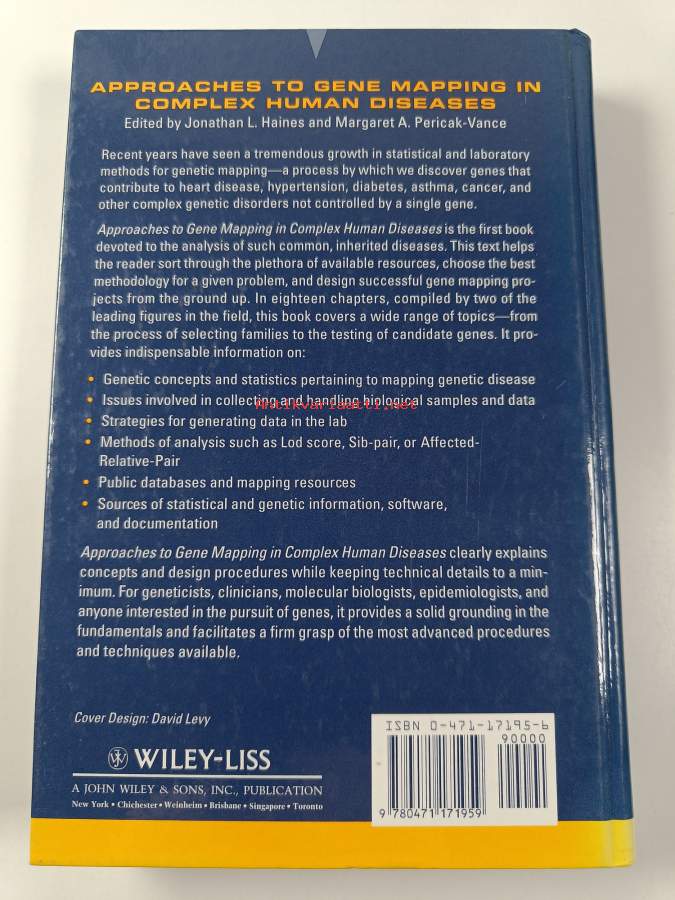 APPROACHES TO GENE MAPPING IN
COMPLEX HUMAN DISEASES
Edited by Jonathan L. Haines and Margaret A. Pericak-Vance
Recent years have seen a tremendous growth in statistical and laboratory
methods for genetic mapping—a process by which we discover genes that
contribute to heart disease, hypertension, diabetes, asthma, cancer, and
other complex genetic disorders not controlled by a single gene.
Approaches to Gene Mapping in Complex Human Diseases is the first book
devoted to the analysis of such common, inherited diseases. This text helps
the reader sort through the plethora of available resources, choose the best
methodology for a given problem, and design successful gene mapping pro-
jects from the ground up. In eighteen chapters, compiled by two of the
leading figures in the field, this book covers a wide range of topics—from
the process of selecting families to the testing of candidate genes. It pro-
vides indispensable information on:
• Genetic concepts and statistics pertaining to mapping genetic disease
• Issues involved in collecting and handling biological samples and data
Antikvariaatti.net
• Strategies for generating data in the lab
• Methods of analysis such as Lod score, Sib-pair, or Affected-
Relative-Pair
• Public databases and mapping resources
• Sources of statistical and genetic information, software,
and documentation
Approaches to Gene Mapping in Complex Human Diseases clearly explains
concepts and design procedures while keeping technical details to a min-
imum. For geneticists, clinicians, molecular biologists, epidemiologists, and
anyone interested in the pursuit of genes, it provides a solid grounding in the
fundamentals and facilitates a firm grasp of the most advanced procedures
and techniques available.
Cover Design: David Levy
WILEY-LISS
A JOHN WILEY & SONS, INC., PUBLICATION
New York • Chichester • Weinheim • Brisbane • Singapore • Toronto
ISBN 0-471-17195-6
90000
9 780471 171959